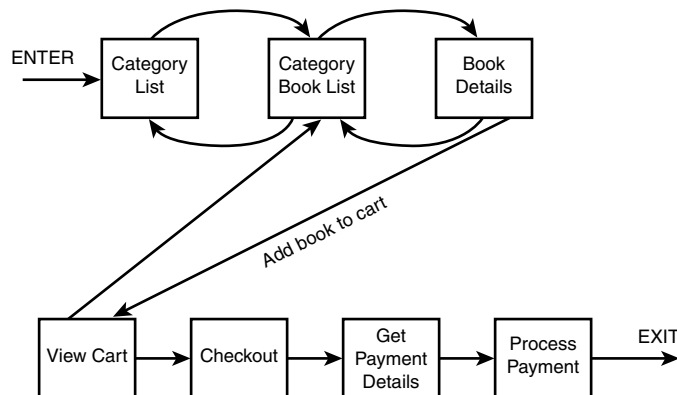 ENTER
Category
List
Category
Book List
Book
Details
Add book to cart
View Cart
Checkout
Get
Payment
Details
Process
Payment
EXIT